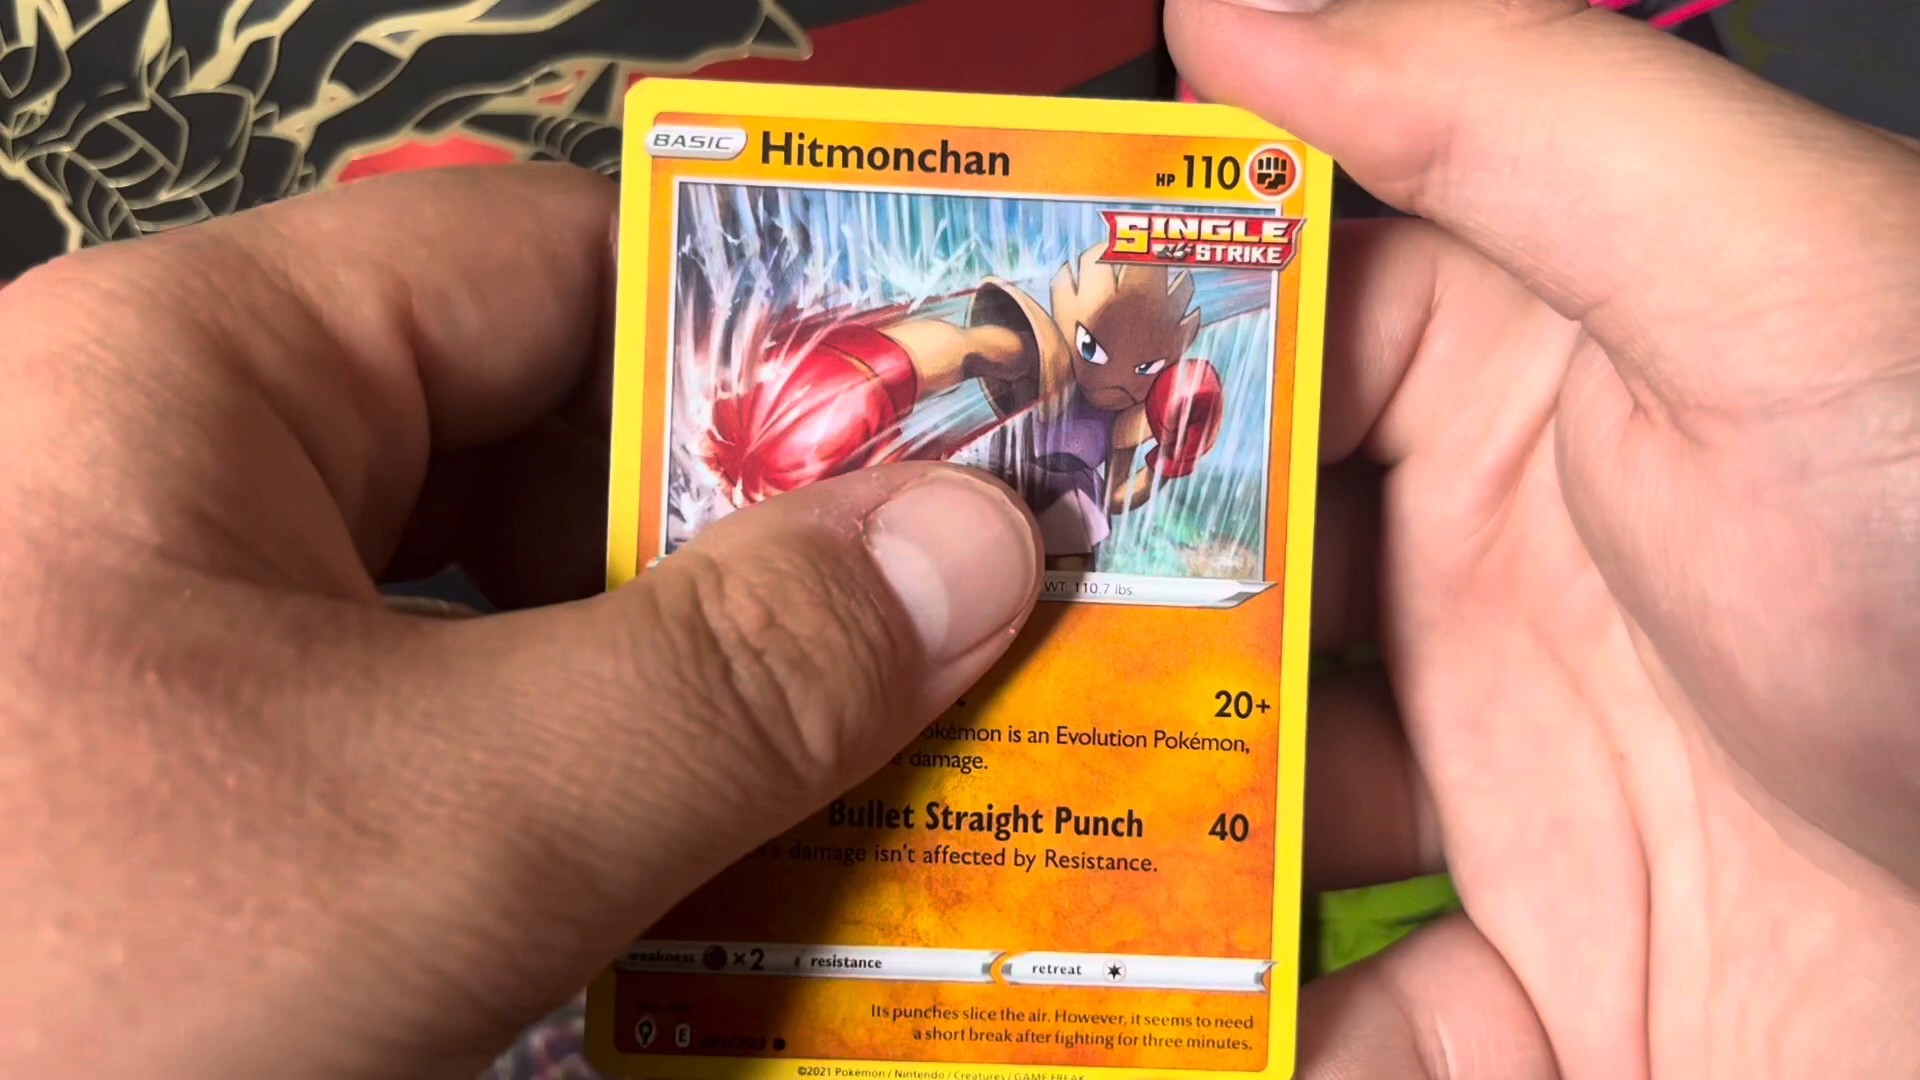 BASIC Hitmonchan HP 110
SINGLE
STRIKE
WT: 110.7 lbs.
20+
okémon is an Evolution Pokémon,
e damage.
Bullet Straight Punch 40
damage isn't affected by Resistance.
weakness ×2 resistance retreat
Its punches slice the air. However, it seems to need
a short break after fighting for three minutes.
E
©2021 Pokémon / Nintendo / Creatures / GAME FREAK